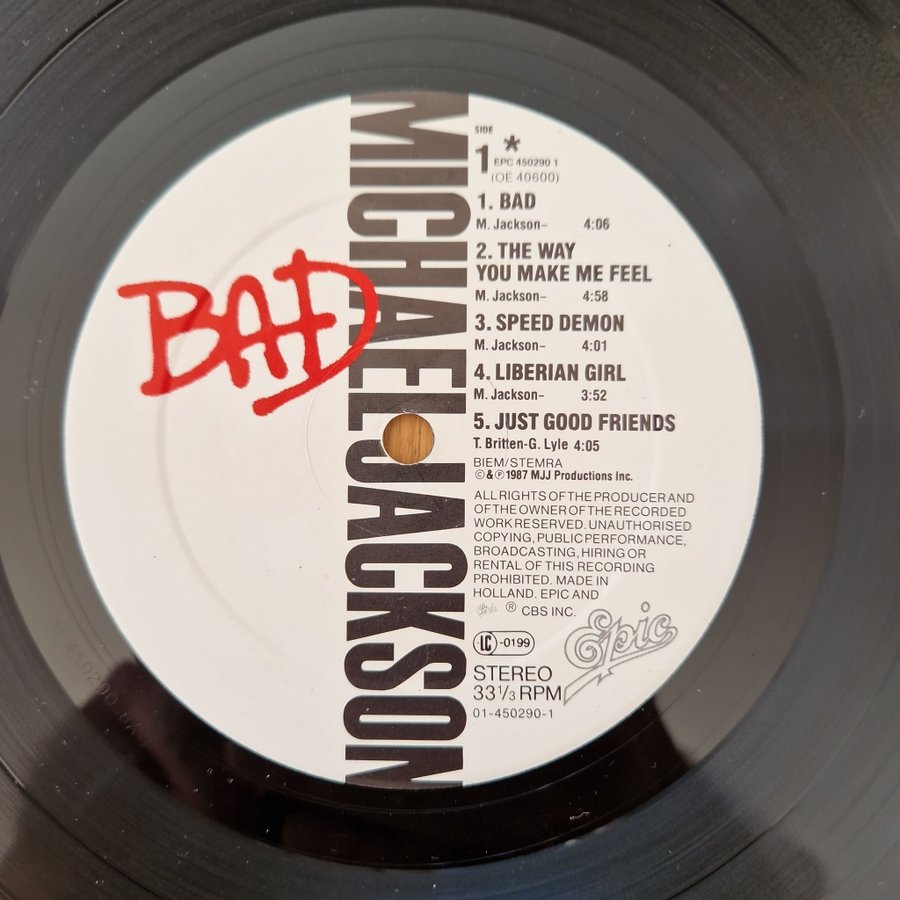 BAD
MICHAEL JACKSON
SIDE
1 *
EPC 450290 1
(OE 40600)
1. BAD
M. Jackson– 4:06
2. THE WAY
YOU MAKE ME FEEL
M. Jackson– 4:58
3. SPEED DEMON
M. Jackson– 4:01
4. LIBERIAN GIRL
M. Jackson– 3:52
5. JUST GOOD FRIENDS
T. Britten-G. Lyle 4:05
BIEM/STEMRA
©&℗1987 MJJ Productions Inc.
ALL RIGHTS OF THE PRODUCER AND
OF THE OWNER OF THE RECORDED
WORK RESERVED. UNAUTHORISED
COPYING, PUBLIC PERFORMANCE,
BROADCASTING, HIRING OR
RENTAL OF THIS RECORDING
PROHIBITED. MADE IN
HOLLAND. EPIC AND
® CBS INC.
Epic
LC-0199
STEREO
33 1/3 RPM
01-450290-1